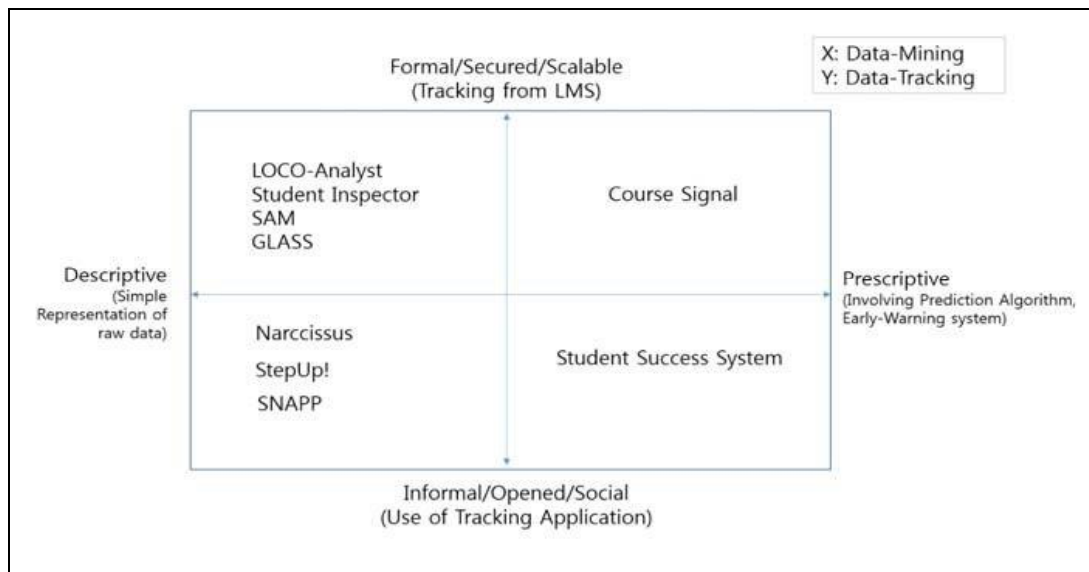 X: Data-Mining
Y: Data-Tracking
Formal/Secured/Scalable
(Tracking from LMS)
LOCO-Analyst
Student Inspector
SAM
GLASS
Course Signal
Descriptive
(Simple
Representation of
raw data)
Prescriptive
(Involving Prediction Algorithm,
Early-Warning system)
Narccissus
StepUp!
SNAPP
Student Success System
Informal/Opened/Social
(Use of Tracking Application)